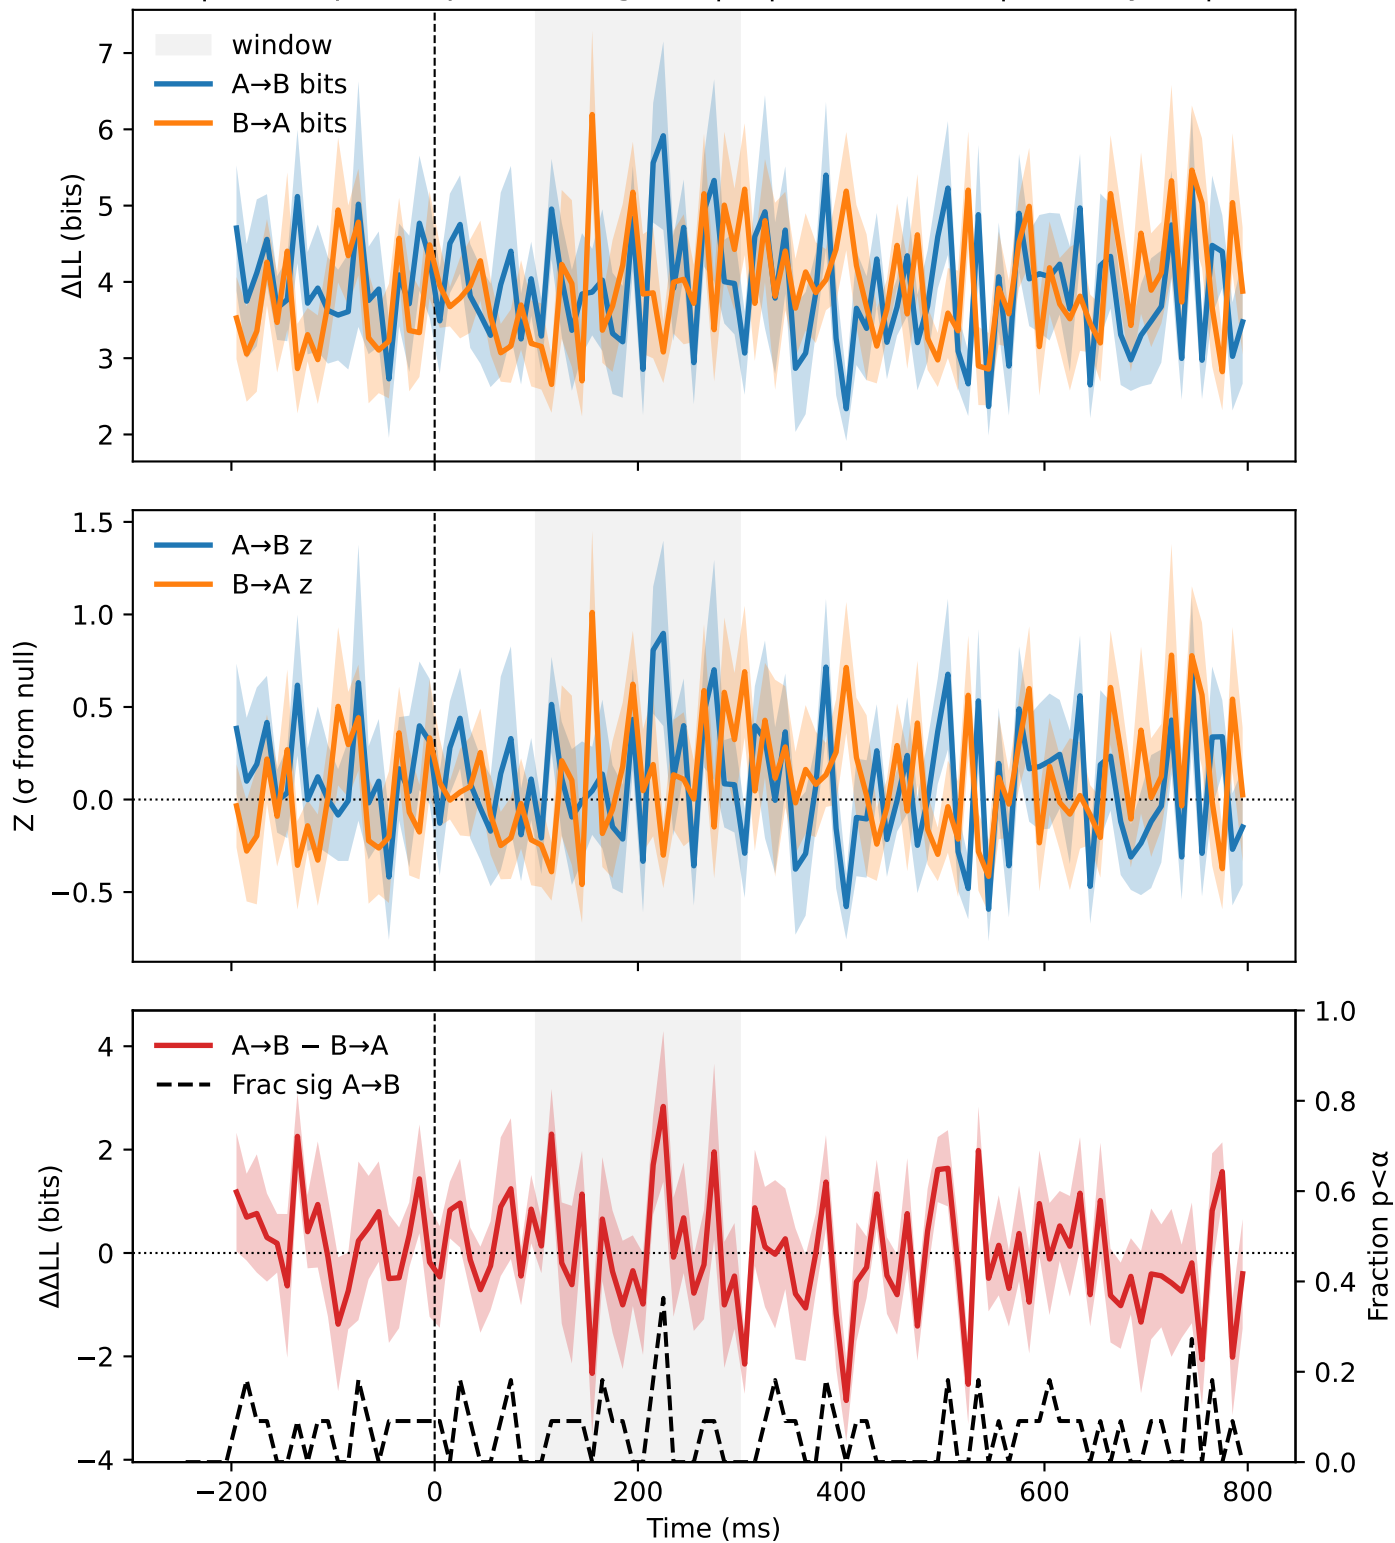 window
A→B bits
B→A bits
ΔLL (bits)
7
6
5
4
3
2
A→B z
B→A z
Z (σ from null)
1.5
1.0
0.5
0.0
−0.5
A→B − B→A
Frac sig A→B
ΔΔLL (bits)
4
2
0
−2
−4
1.0
0.8
0.6
0.4
0.2
0.0
Fraction p<α
−200 0 200 400 600 800
Time (ms)